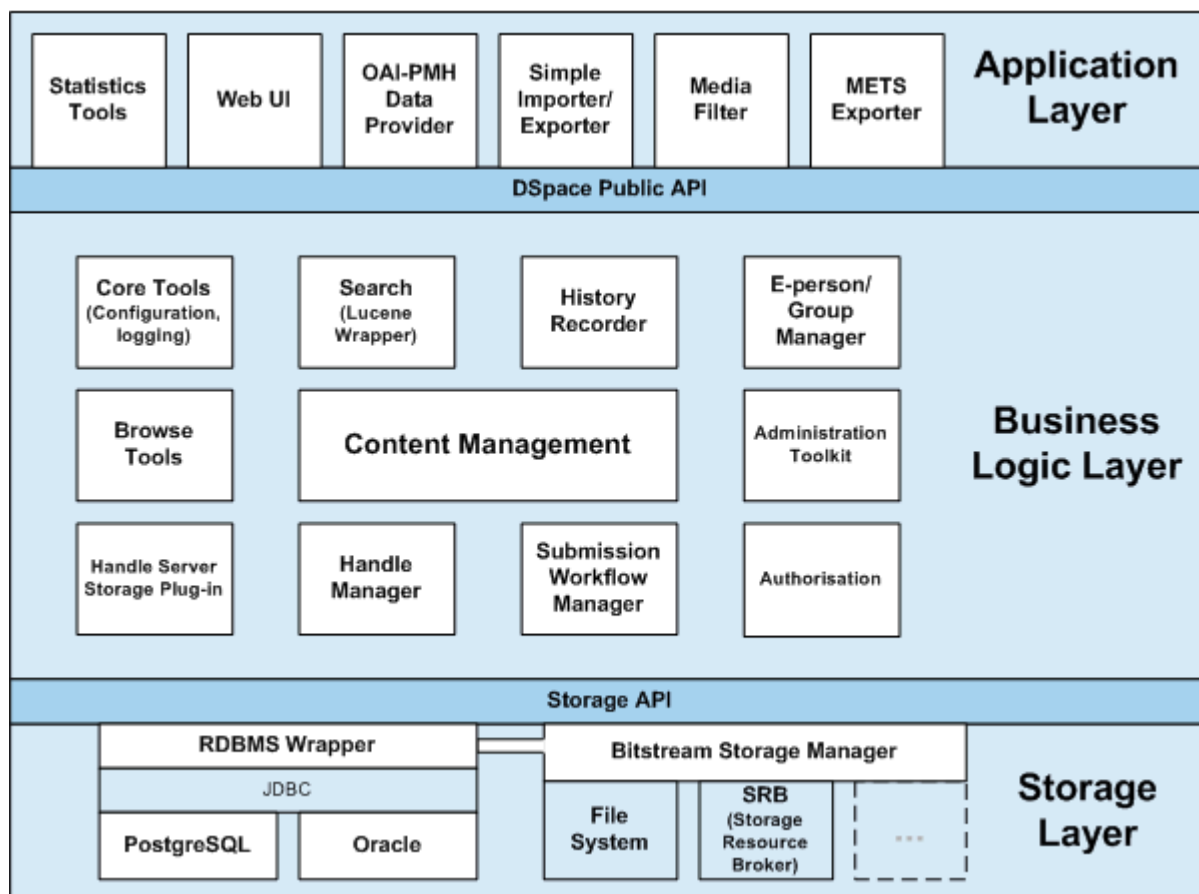 Statistics
Tools
Web UI
OAI-PMH
Data
Provider
Simple
Importer/
Exporter
Media
Filter
METS
Exporter
Application
Layer
DSpace Public API
Core Tools
(Configuration,
logging)
Search
(Lucene
Wrapper)
History
Recorder
E-person/
Group
Manager
Browse
Tools
Content Management
Administration
Toolkit
Business
Logic Layer
Handle Server
Storage Plug-in
Handle
Manager
Submission
Workflow
Manager
Authorisation
Storage API
RDBMS Wrapper
JDBC
PostgreSQL
Oracle
Bitstream Storage Manager
File
System
SRB
(Storage
Resource
Broker)
...
Storage
Layer